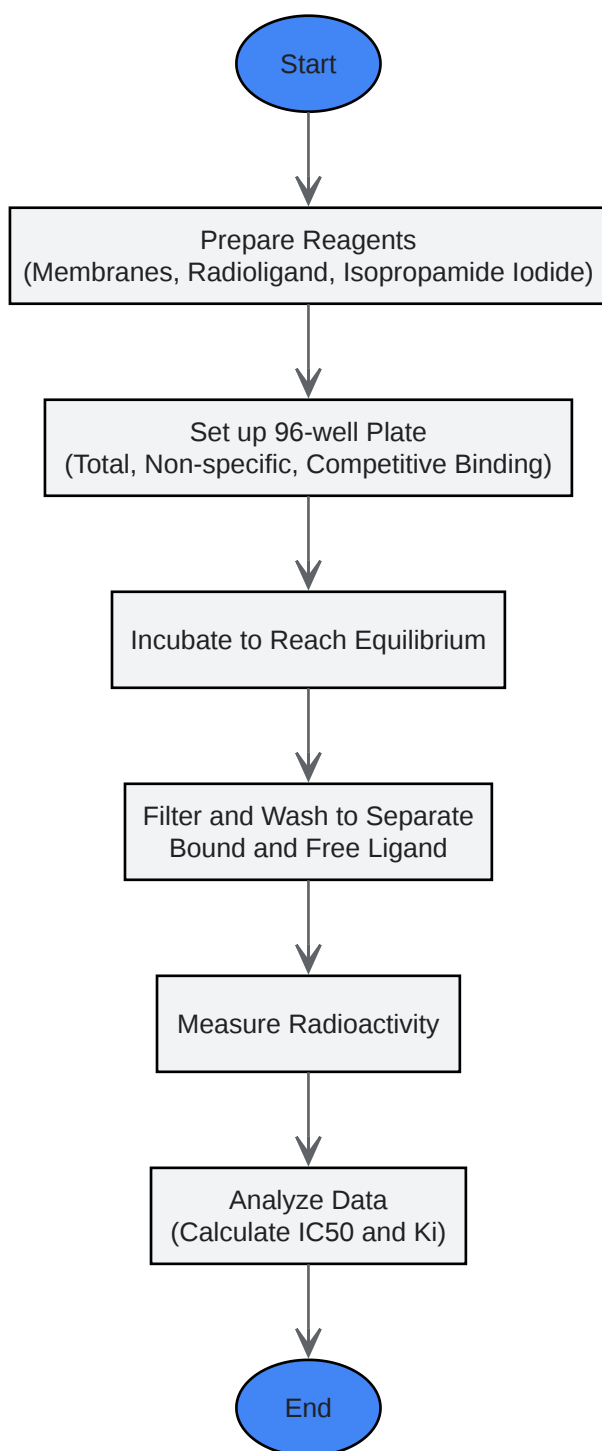 Start
Prepare Reagents
(Membranes, Radioligand, Isopropamide Iodide)
Set up 96-well Plate
(Total, Non-specific, Competitive Binding)
Incubate to Reach Equilibrium
Filter and Wash to Separate
Bound and Free Ligand
Measure Radioactivity
Analyze Data
(Calculate IC50 and Ki)
End